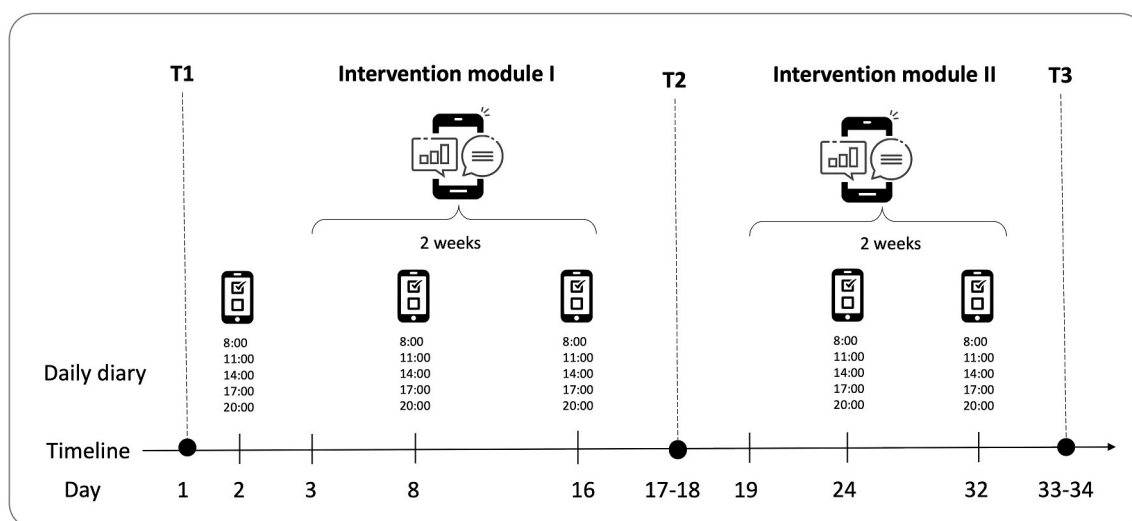 T1
Intervention module I
T2
Intervention module II
T3
2 weeks
2 weeks
Daily diary
8:00
11:00
14:00
17:00
20:00
8:00
11:00
14:00
17:00
20:00
8:00
11:00
14:00
17:00
20:00
8:00
11:00
14:00
17:00
20:00
8:00
11:00
14:00
17:00
20:00
Timeline
Day 1 2 3 8 16 17-18 19 24 32 33-34